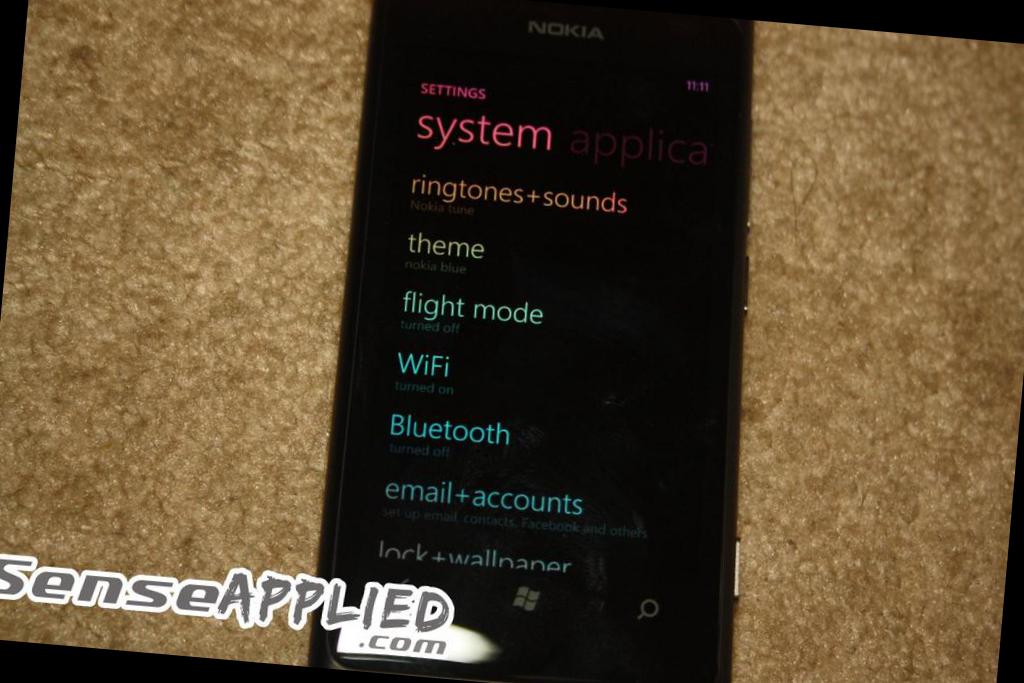 NOKIA
11:11
SETTINGS
system applica
ringtones+sounds
Nokia tune
theme
nokia blue
flight mode
turned off
WiFi
turned on
Bluetooth
turned off
email+accounts
set up email, contacts, Facebook and others
lock+wallpaper
SenseAPPLIED
.com